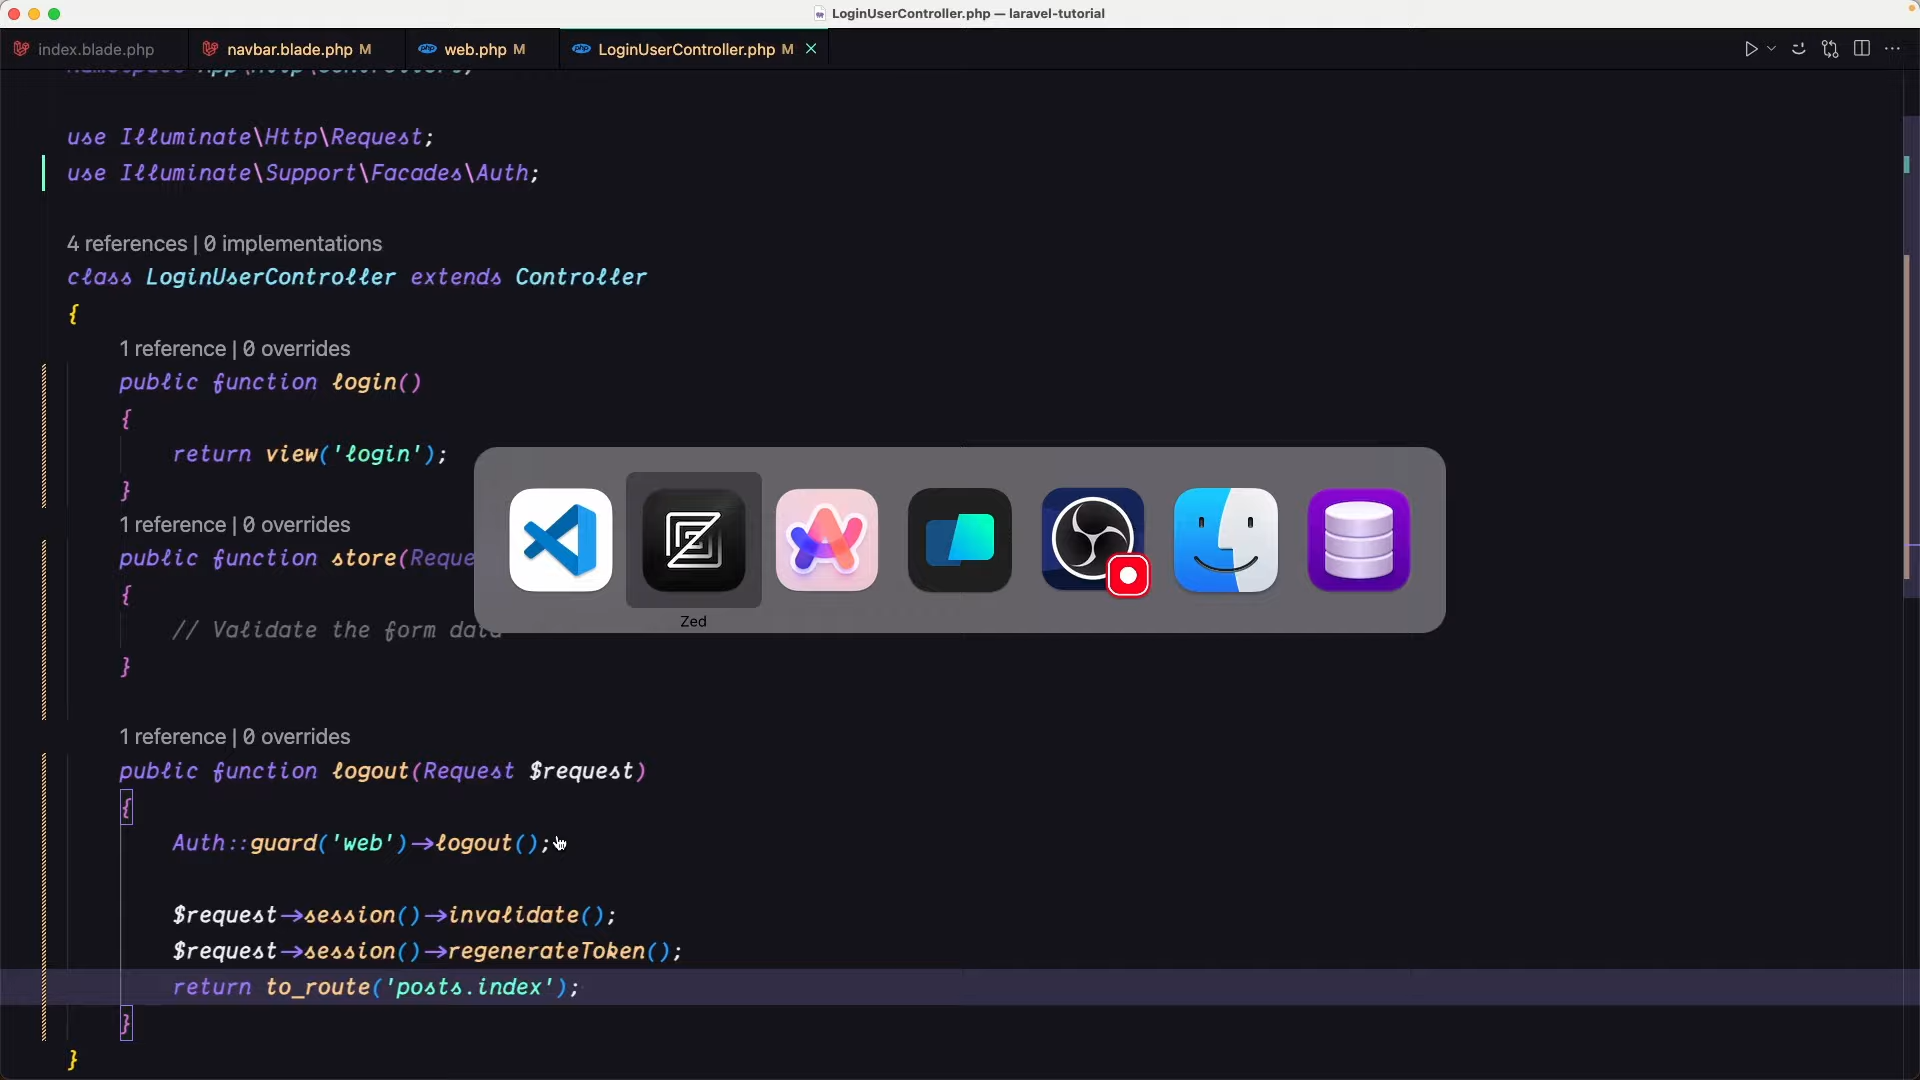 LoginUserController.php — laravel-tutorial
index.blade.php
navbar.blade.php M
web.php M
LoginUserController.php M
namespace App\Http\Controllers;
use Illuminate\Http\Request;
use Illuminate\Support\Facades\Auth;
4 references | 0 implementations
class LoginUserController extends Controller
{
1 reference | 0 overrides
public function login()
{
return view('login');
}
1 reference | 0 overrides
public function store(Reque
{
// Validate the form data
}
1 reference | 0 overrides
public function logout(Request $request)
{
Auth::guard('web')->logout();
$request->session()->invalidate();
$request->session()->regenerateToken();
return to_route('posts.index');
}
}
Zed